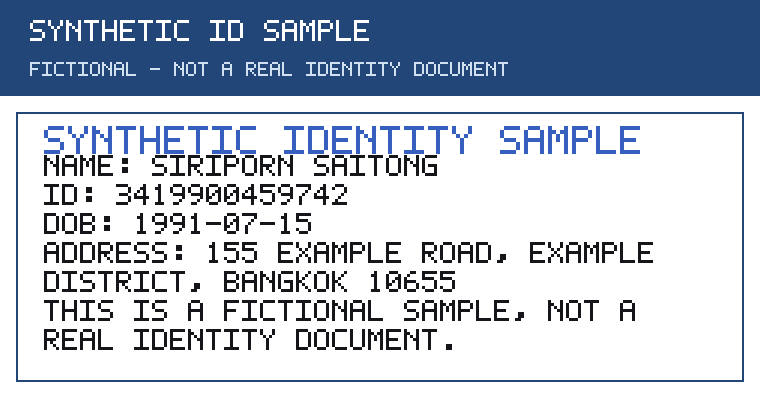 SYNTHETIC ID SAMPLE
FICTIONAL - NOT A REAL IDENTITY DOCUMENT
SYNTHETIC IDENTITY SAMPLE
NAME: SIRIPORN SAITONG
ID: 3419900459742
DOB: 1991-07-15
ADDRESS: 155 EXAMPLE ROAD, EXAMPLE
DISTRICT, BANGKOK 10655
THIS IS A FICTIONAL SAMPLE, NOT A
REAL IDENTITY DOCUMENT.